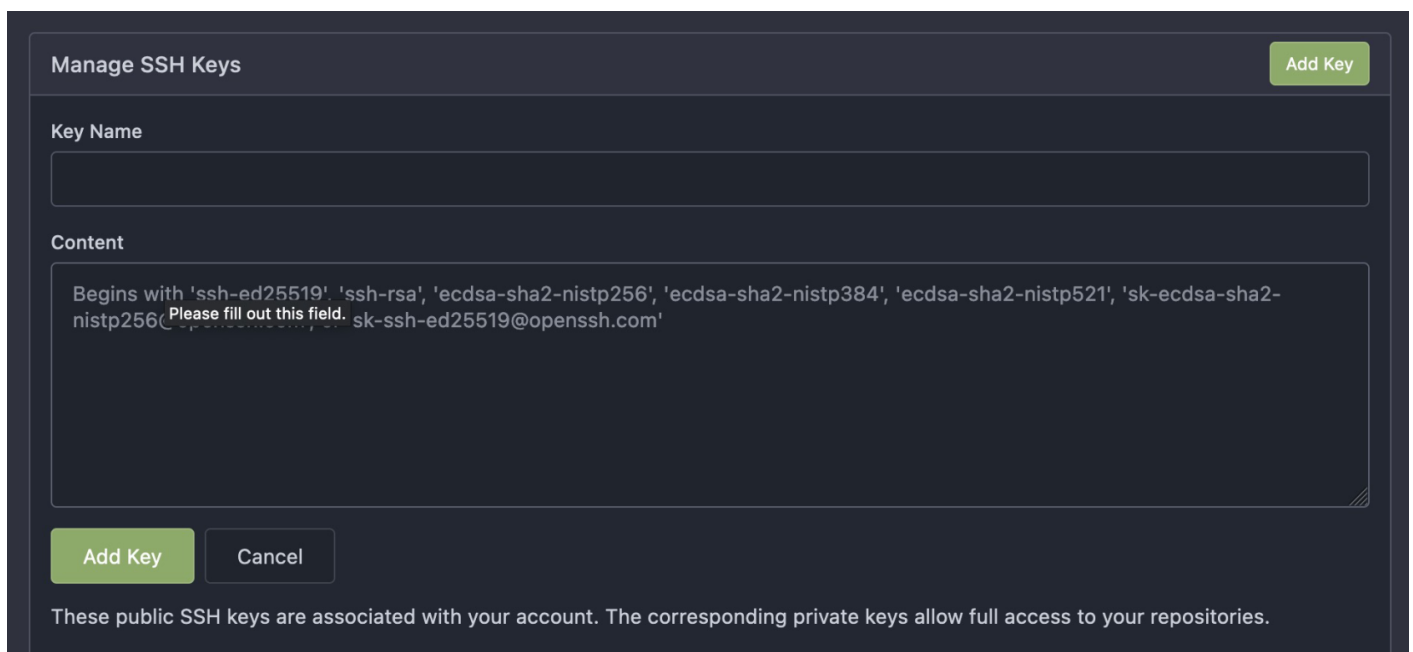 Manage SSH Keys
Add Key
Key Name
Content
Begins with 'ssh-ed25519', 'ssh-rsa', 'ecdsa-sha2-nistp256', 'ecdsa-sha2-nistp384', 'ecdsa-sha2-nistp521', 'sk-ecdsa-sha2-
nistp256 sk-ssh-ed25519@openssh.com'
Please fill out this field.
Add Key
Cancel
These public SSH keys are associated with your account. The corresponding private keys allow full access to your repositories.